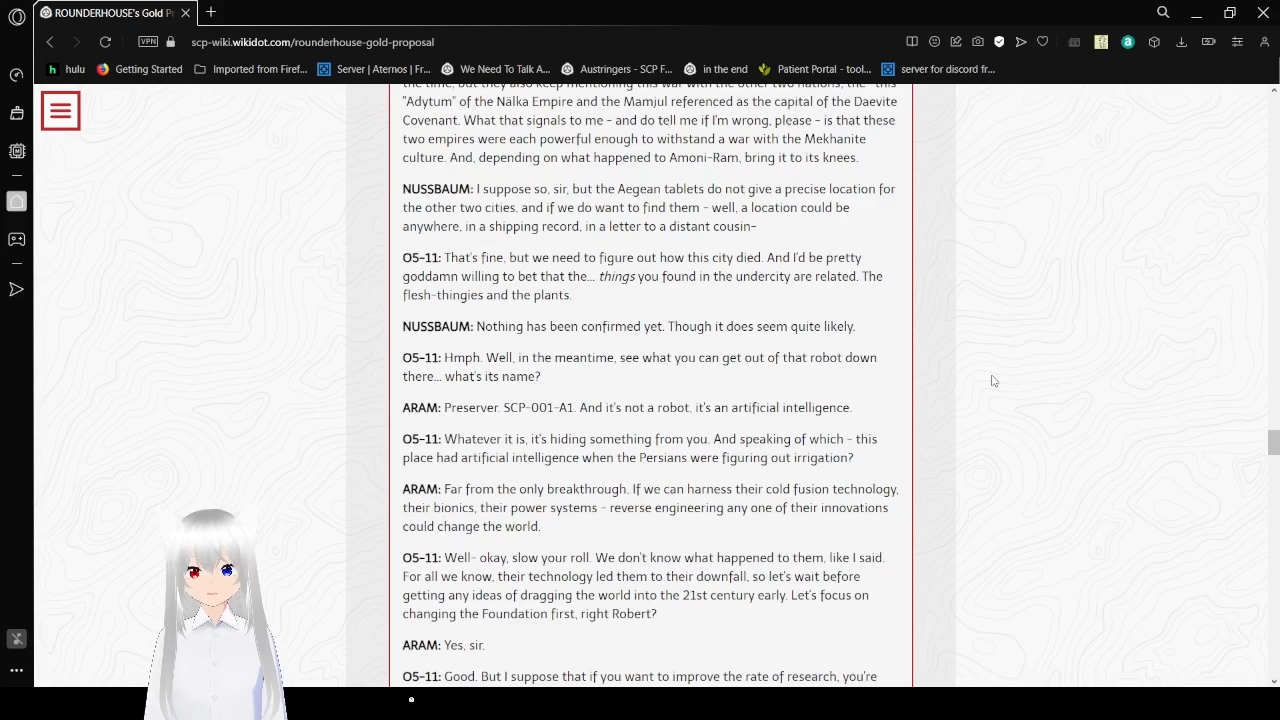 ROUNDERHOUSE's Gold P
VPN
scp-wiki.wikidot.com/rounderhouse-gold-proposal
h hulu
Getting Started
Imported from Firef...
Server | Aternos | Fr...
We Need To Talk A...
Austringers - SCP F...
in the end
Patient Portal - tool...
server for discord fr...
the time, but they also keep mentioning this war with the other two nations, the - this
"Adytum" of the Nälka Empire and the Mamjul referenced as the capital of the Daevite
Covenant. What that signals to me - and do tell me if I'm wrong, please - is that these
two empires were each powerful enough to withstand a war with the Mekhanite
culture. And, depending on what happened to Amoni-Ram, bring it to its knees.
NUSSBAUM: I suppose so, sir, but the Aegean tablets do not give a precise location for
the other two cities, and if we do want to find them - well, a location could be
anywhere, in a shipping record, in a letter to a distant cousin-
O5-11: That's fine, but we need to figure out how this city died. And I'd be pretty
goddamn willing to bet that the... things you found in the undercity are related. The
flesh-thingies and the plants.
NUSSBAUM: Nothing has been confirmed yet. Though it does seem quite likely.
O5-11: Hmph. Well, in the meantime, see what you can get out of that robot down
there... what's its name?
ARAM: Preserver. SCP-001-A1. And it's not a robot, it's an artificial intelligence.
O5-11: Whatever it is, it's hiding something from you. And speaking of which - this
place had artificial intelligence when the Persians were figuring out irrigation?
ARAM: Far from the only breakthrough. If we can harness their cold fusion technology,
their bionics, their power systems - reverse engineering any one of their innovations
could change the world.
O5-11: Well- okay, slow your roll. We don't know what happened to them, like I said.
For all we know, their technology led them to their downfall, so let's wait before
getting any ideas of dragging the world into the 21st century early. Let's focus on
changing the Foundation first, right Robert?
ARAM: Yes, sir.
O5-11: Good. But I suppose that if you want to improve the rate of research, you're